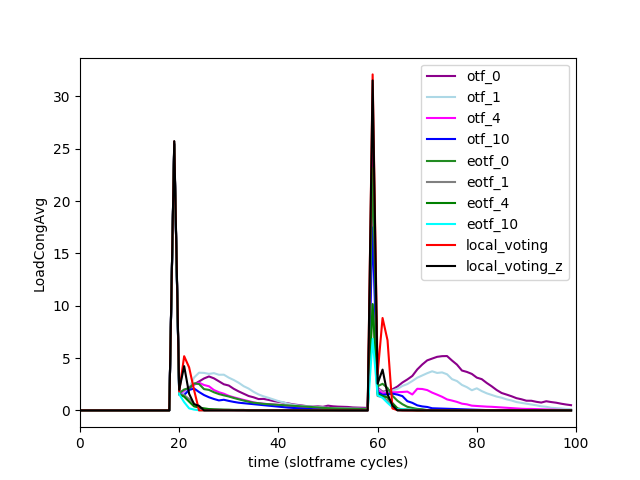 LoadCongAvg
30
25
20
15
10
5
0
otf_0
otf_1
otf_4
otf_10
eotf_0
eotf_1
eotf_4
eotf_10
local_voting
local_voting_z
0 20 40 60 80 100
time (slotframe cycles)